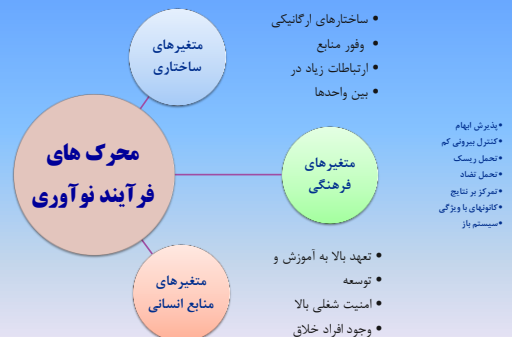 محرک های
فرآیند نوآوری
متغیرهای
ساختاری
• ساختارهای ارگانیکی
• وفور منابع
• ارتباطات زیاد در
• بین واحدها
متغیرهای
فرهنگی
•پذیرش ابهام
•کنترل بیرونی کم
•تحمل ریسک
•تحمل تضاد
•تمرکز بر نتایج
•کانونهای با ویژگی
•سیستم باز
متغیرهای
منابع انسانی
• تعهد بالا به آموزش و
• توسعه
• امنیت شغلی بالا
• وجود افراد خلاق